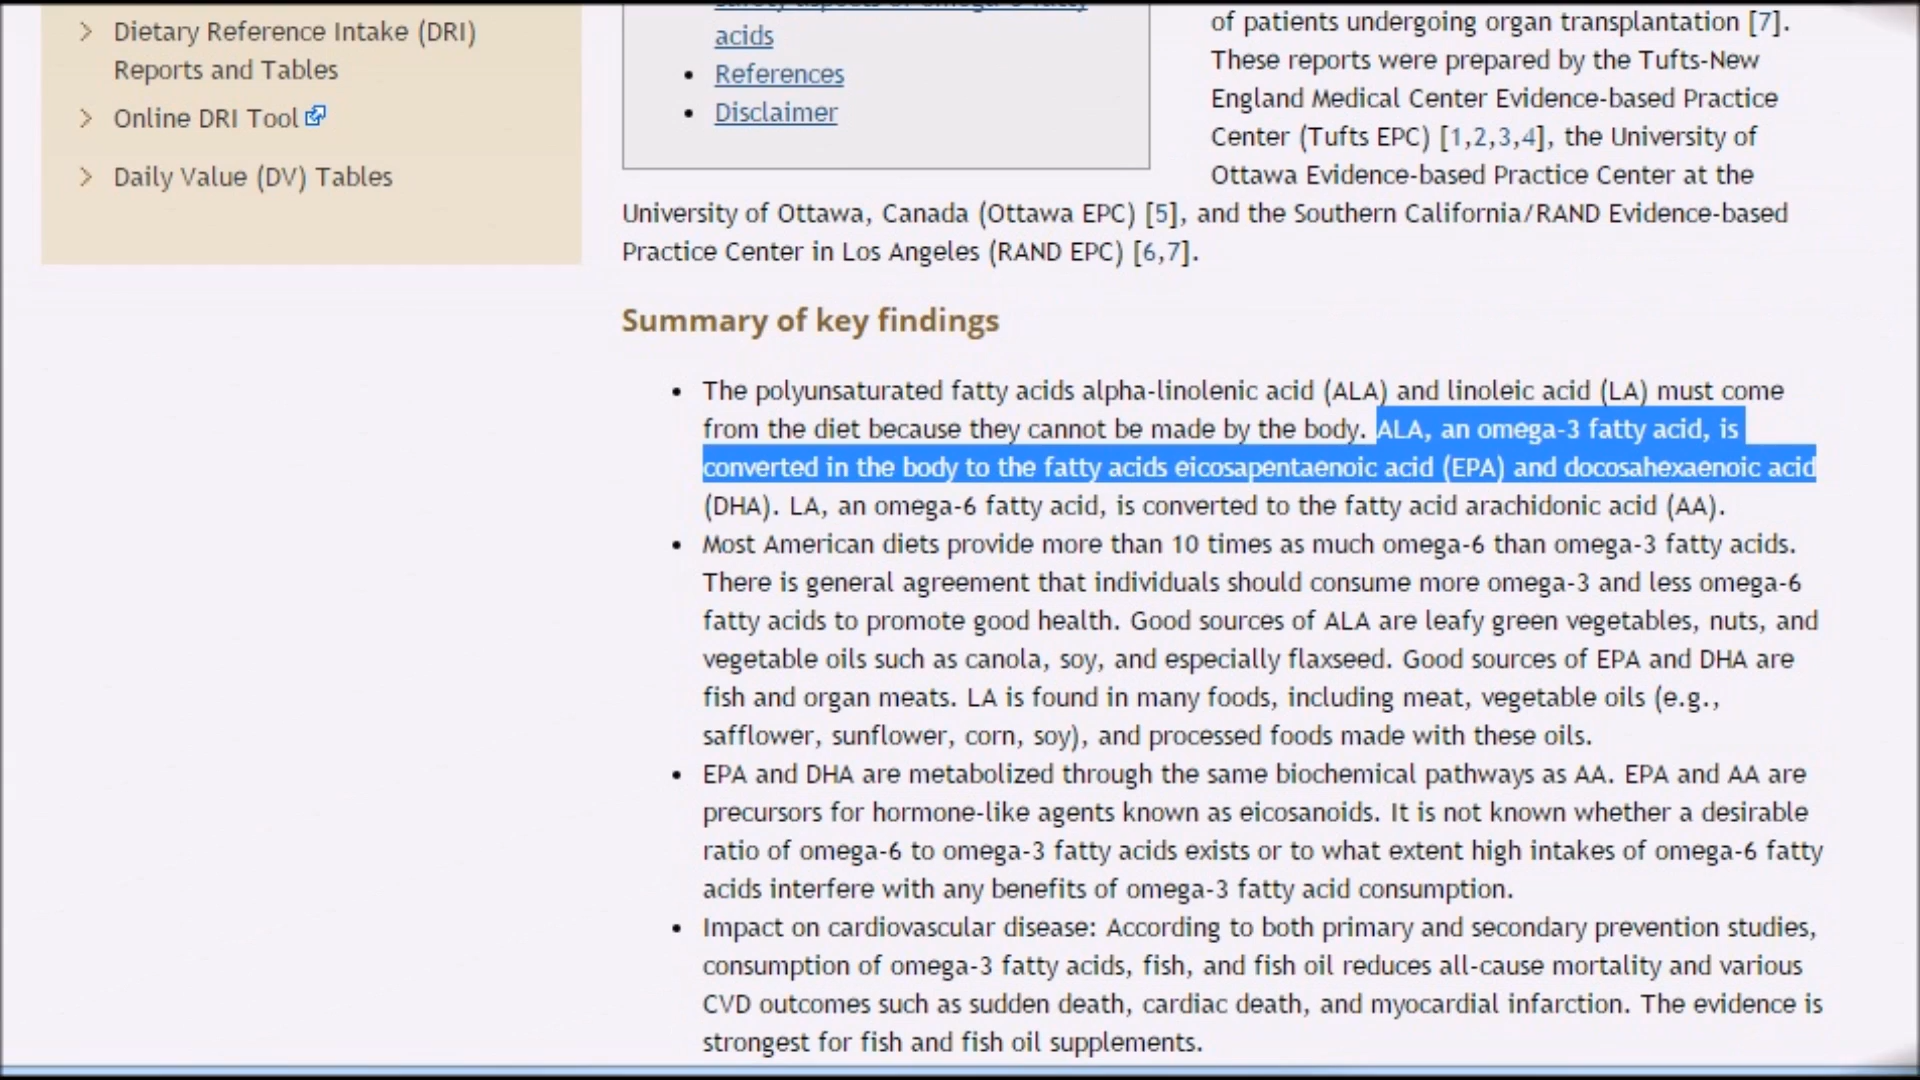 Dietary Reference Intake (DRI)
Reports and Tables
Online DRI Tool
Daily Value (DV) Tables
safety aspects of omega-3 fatty
acids
References
Disclaimer
of patients undergoing organ transplantation [7].
These reports were prepared by the Tufts-New
England Medical Center Evidence-based Practice
Center (Tufts EPC) [1,2,3,4], the University of
Ottawa Evidence-based Practice Center at the
University of Ottawa, Canada (Ottawa EPC) [5], and the Southern California/RAND Evidence-based
Practice Center in Los Angeles (RAND EPC) [6,7].
Summary of key findings
The polyunsaturated fatty acids alpha-linolenic acid (ALA) and linoleic acid (LA) must come
from the diet because they cannot be made by the body. ALA, an omega-3 fatty acid, is
converted in the body to the fatty acids eicosapentaenoic acid (EPA) and docosahexaenoic acid
(DHA). LA, an omega-6 fatty acid, is converted to the fatty acid arachidonic acid (AA).
Most American diets provide more than 10 times as much omega-6 than omega-3 fatty acids.
There is general agreement that individuals should consume more omega-3 and less omega-6
fatty acids to promote good health. Good sources of ALA are leafy green vegetables, nuts, and
vegetable oils such as canola, soy, and especially flaxseed. Good sources of EPA and DHA are
fish and organ meats. LA is found in many foods, including meat, vegetable oils (e.g.,
safflower, sunflower, corn, soy), and processed foods made with these oils.
EPA and DHA are metabolized through the same biochemical pathways as AA. EPA and AA are
precursors for hormone-like agents known as eicosanoids. It is not known whether a desirable
ratio of omega-6 to omega-3 fatty acids exists or to what extent high intakes of omega-6 fatty
acids interfere with any benefits of omega-3 fatty acid consumption.
Impact on cardiovascular disease: According to both primary and secondary prevention studies,
consumption of omega-3 fatty acids, fish, and fish oil reduces all-cause mortality and various
CVD outcomes such as sudden death, cardiac death, and myocardial infarction. The evidence is
strongest for fish and fish oil supplements.